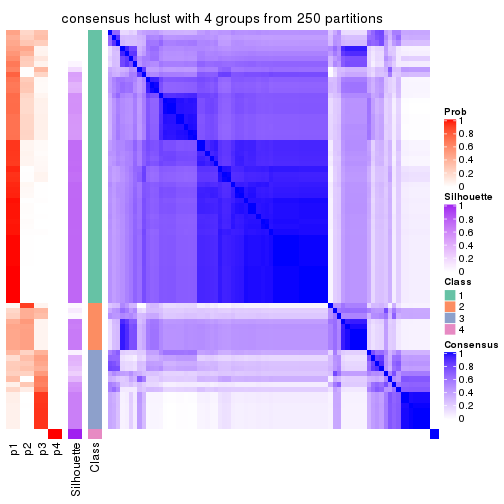 consensus hclust with 4 groups from 250 partitions
Prob
1
0.8
0.6
0.4
0.2
0
Silhouette
1
0.8
0.6
0.4
0.2
0
Class
1
2
3
4
Consensus
1
0.8
0.6
0.4
0.2
0
p1
p2
p3
p4
Silhouette
Class